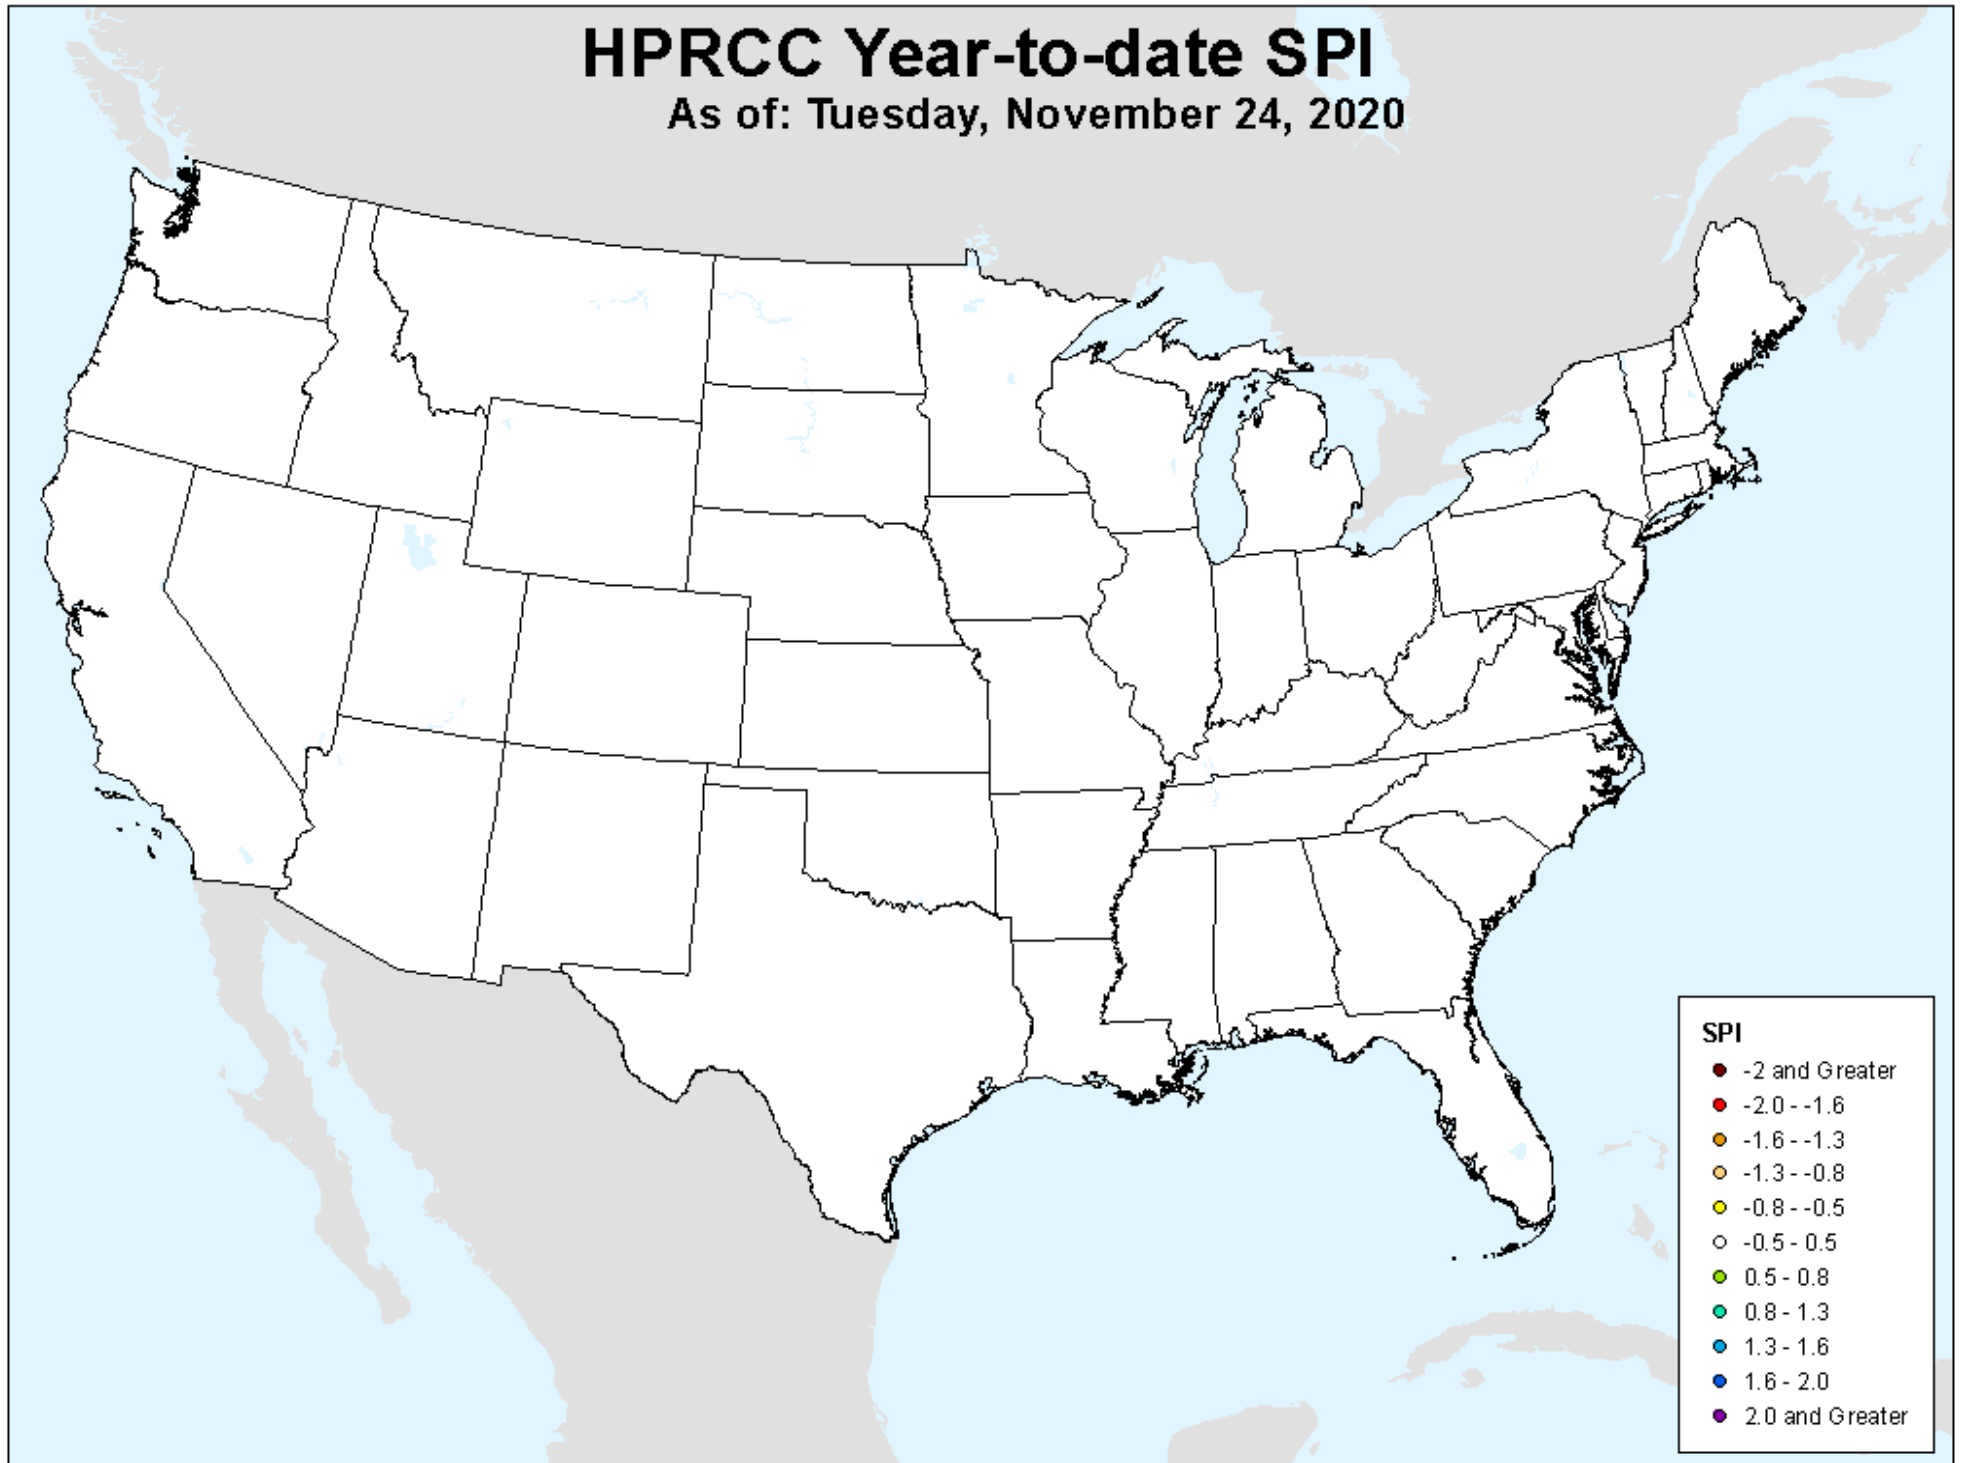 HPRCC Year-to-date SPI
As of: Tuesday, November 24, 2020
SPI
-2 and Greater
-2.0 - -1.6
-1.6 - -1.3
-1.3 - -0.8
-0.8 - -0.5
-0.5 - 0.5
0.5 - 0.8
0.8 - 1.3
1.3 - 1.6
1.6 - 2.0
2.0 and Greater